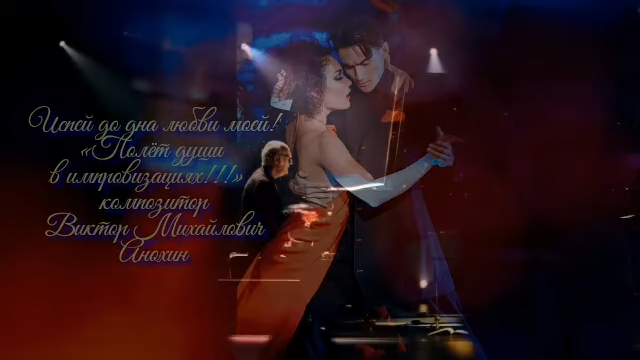 Испей до дна любви моей!
«Полёт души
в импровизациях!!!»
композитор
Виктор Михайлович
Анохин